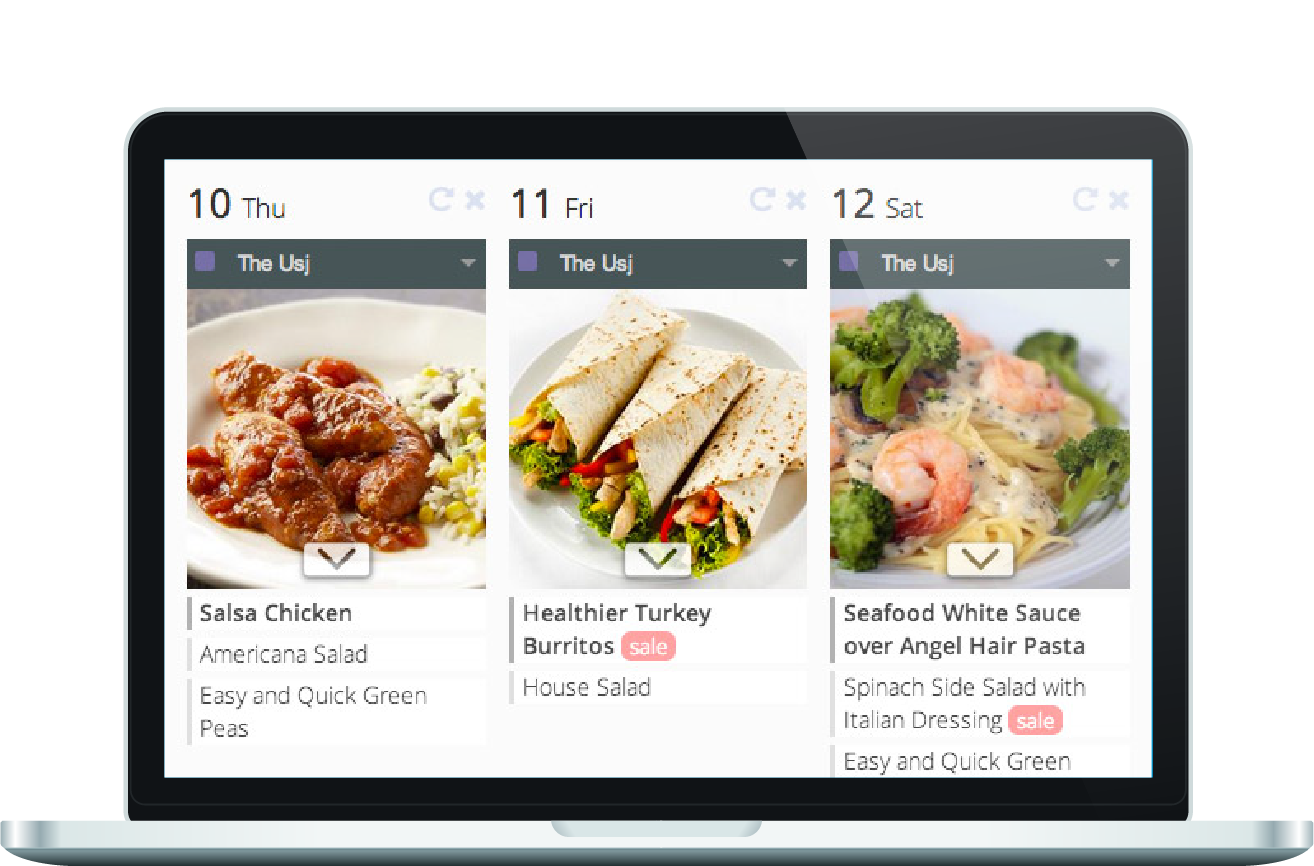 10 Thu
The Usj
Salsa Chicken
Americana Salad
Easy and Quick Green
Peas
11 Fri
The Usj
Healthier Turkey
Burritos sale
House Salad
12 Sat
The Usj
Seafood White Sauce
over Angel Hair Pasta
Spinach Side Salad with
Italian Dressing sale
Easy and Quick Green